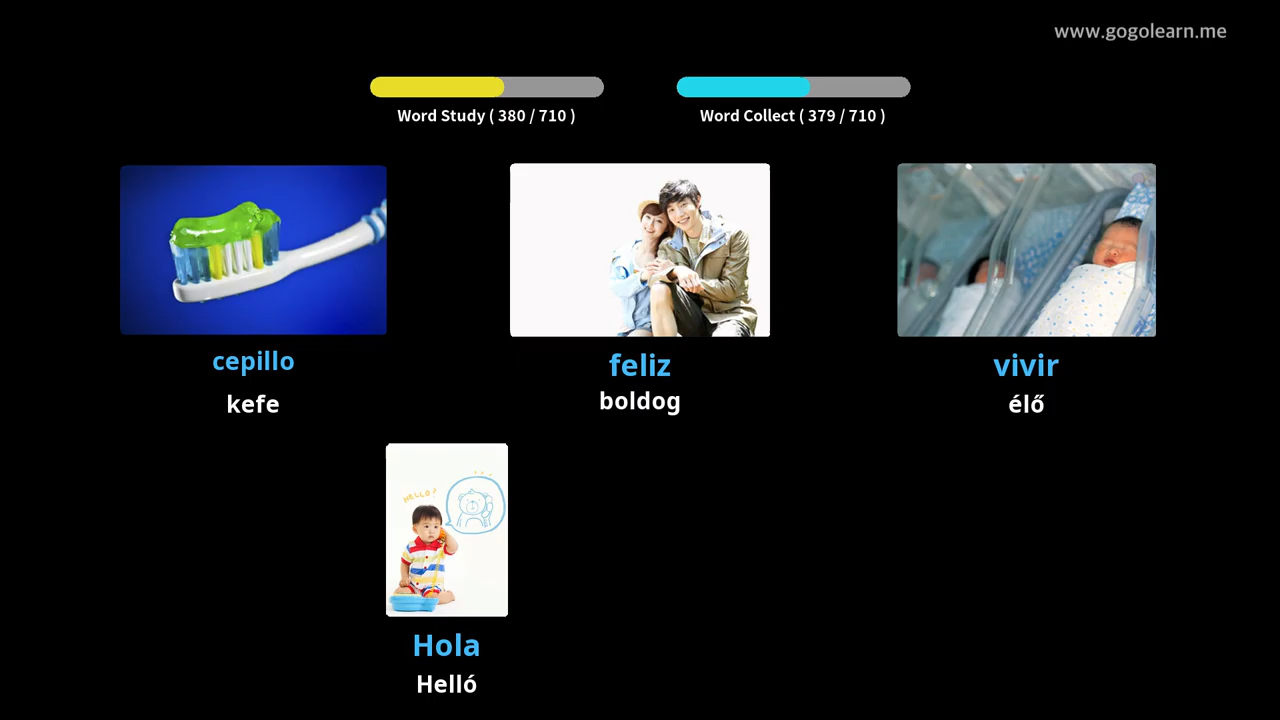 www.gogolearn.me
Word Study ( 380 / 710 )
Word Collect ( 379 / 710 )
cepillo
kefe
feliz
boldog
vivir
élő
HELLO!
Hola
Helló